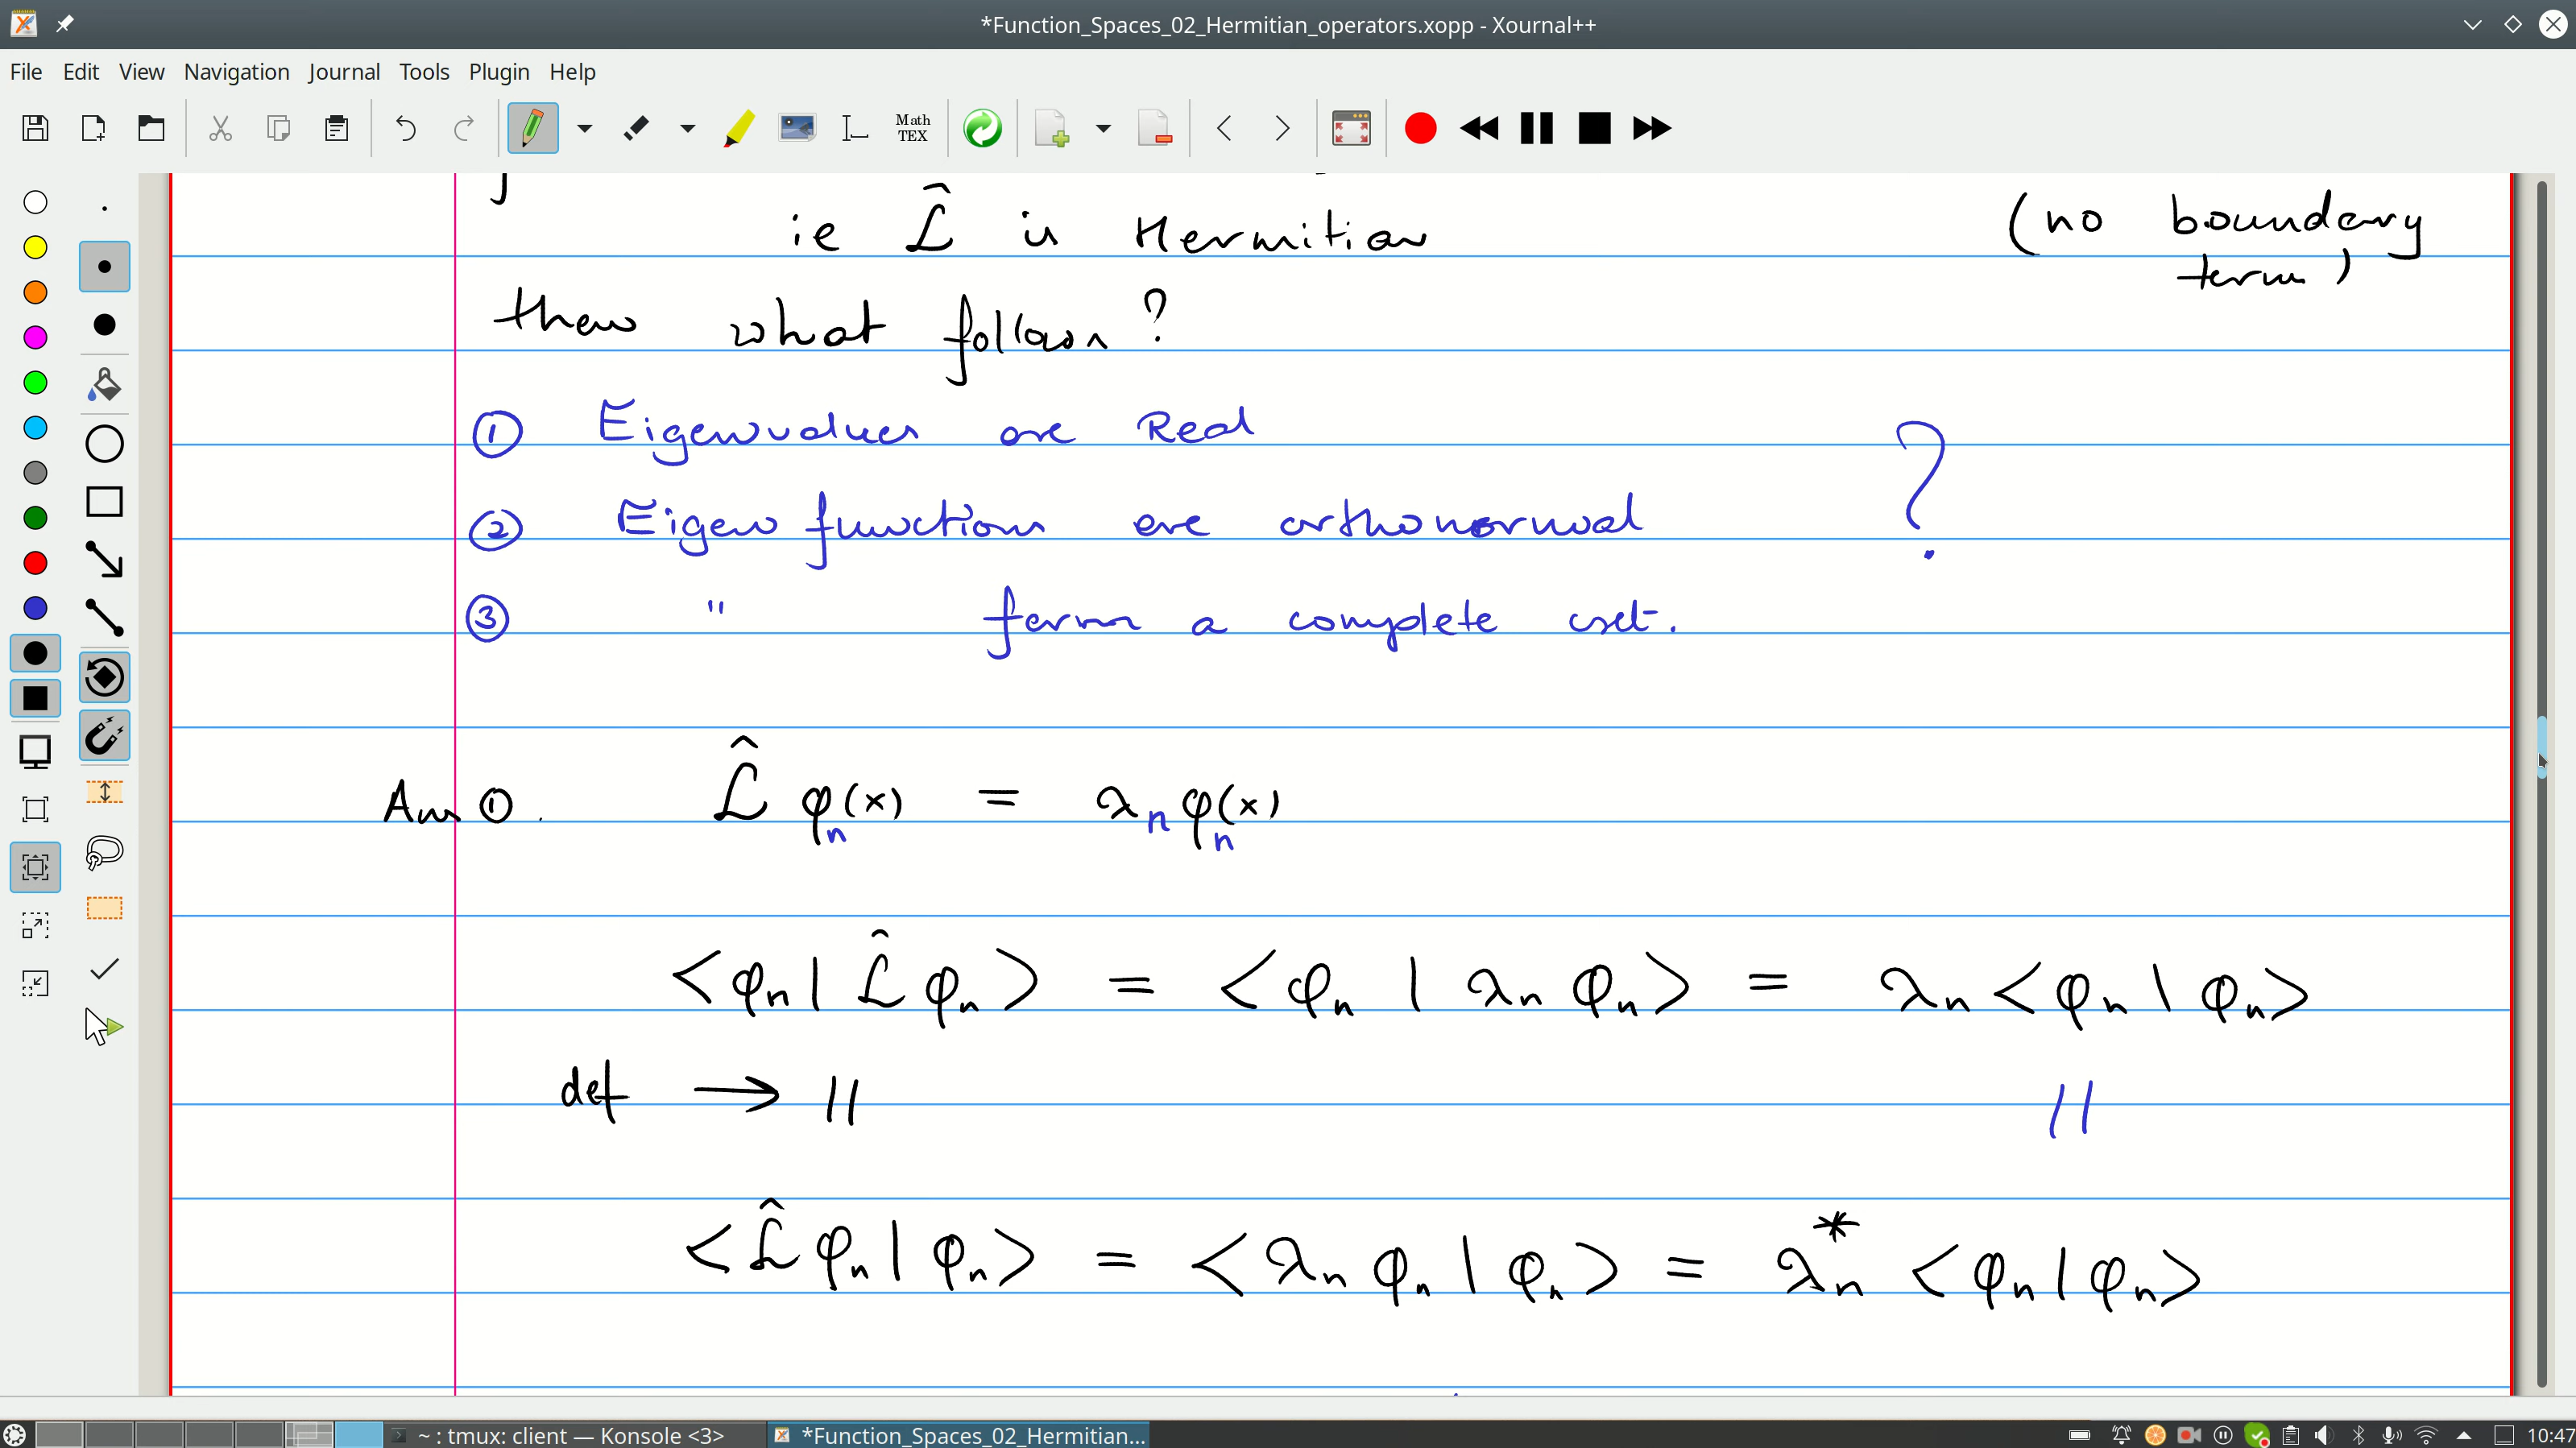 *Function_Spaces_02_Hermitian_operators.xopp - Xournal++
File Edit View Navigation Journal Tools Plugin Help
Math TEX
ie L̂ is Hermitian (no boundary
term)
then what follows?
① Eigenvalues are Real
② Eigen functions are orthonormal ?
③ " form a complete set.
Ans ①. L̂ φₙ(x) = λₙ φₙ(x)
<φₙ | L̂ φₙ> = <φₙ | λₙ φₙ> = λₙ <φₙ | φₙ>
def → || ||
<L̂ φₙ | φₙ> = <λₙ φₙ | φₙ> = λₙ* <φₙ | φₙ>
~ : tmux: client — Konsole <3> *Function_Spaces_02_Hermitian... 10:47